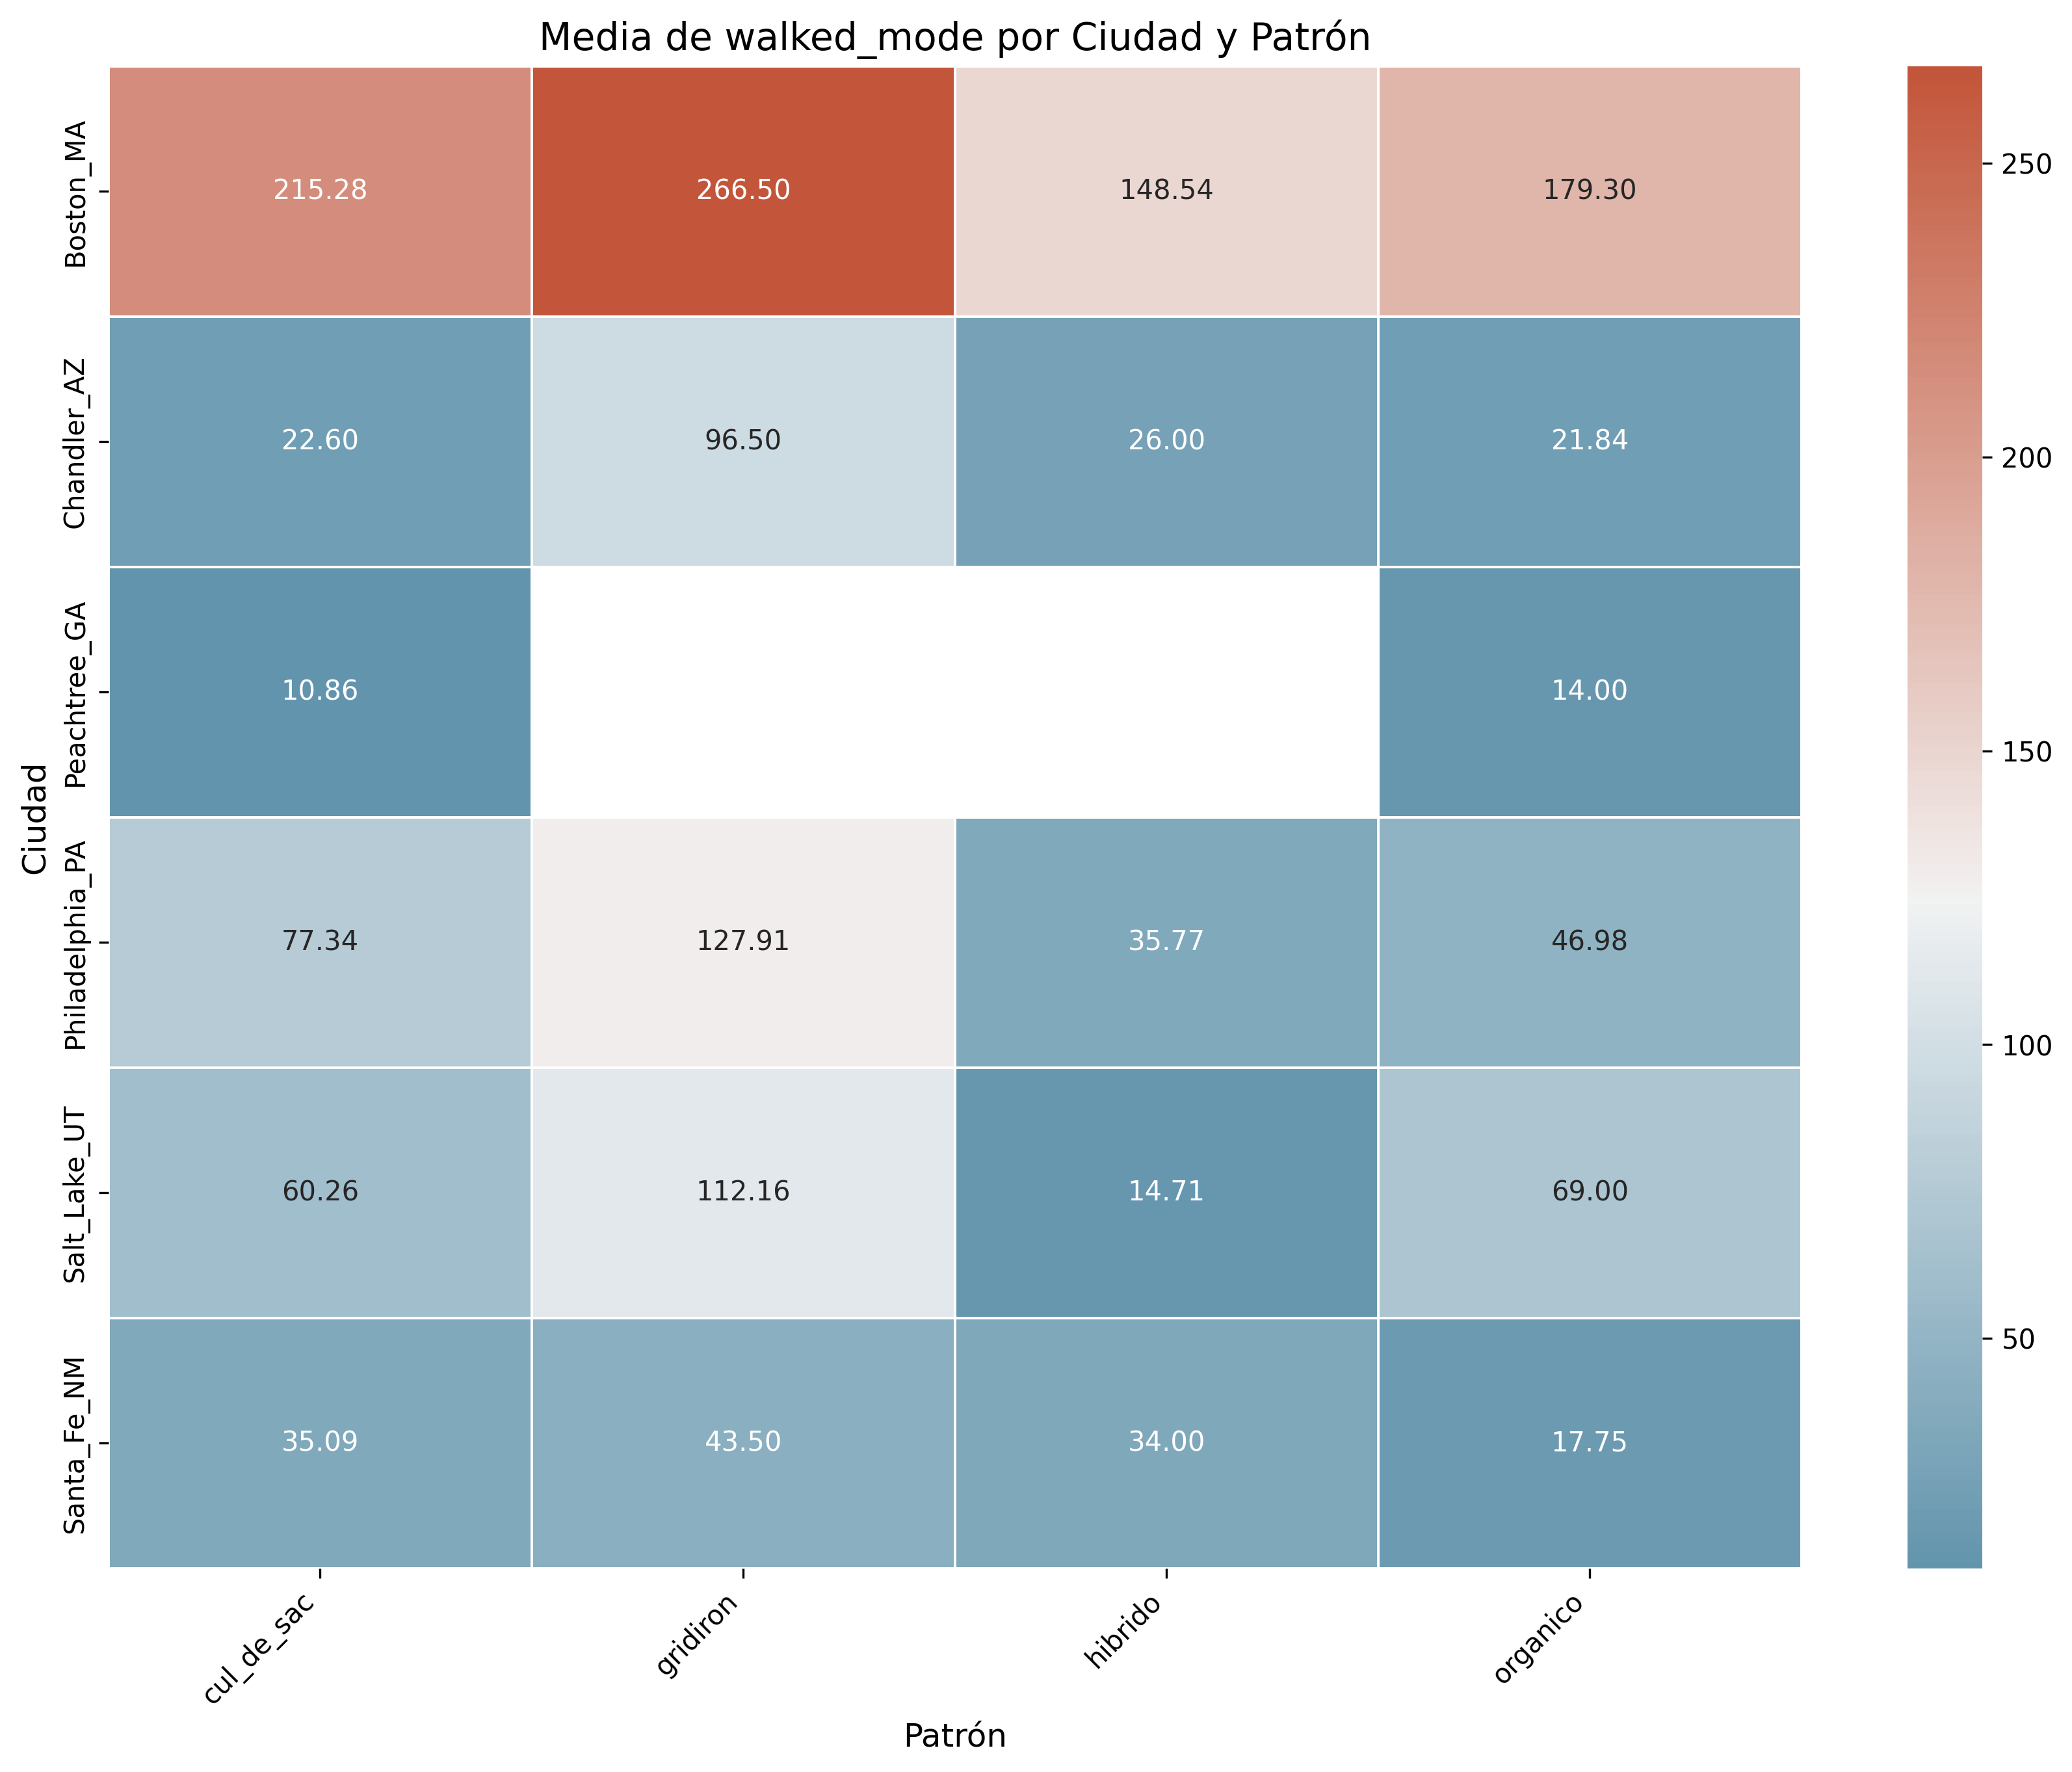 Media de walked_mode por Ciudad y Patrón
Ciudad
Boston_MA
215.28 266.50 148.54 179.30
Chandler_AZ
22.60 96.50 26.00 21.84
Peachtree_GA
10.86 14.00
Philadelphia_PA
77.34 127.91 35.77 46.98
Salt_Lake_UT
60.26 112.16 14.71 69.00
Santa_Fe_NM
35.09 43.50 34.00 17.75
cul_de_sac gridiron hibrido organico
Patrón
250
200
150
100
50